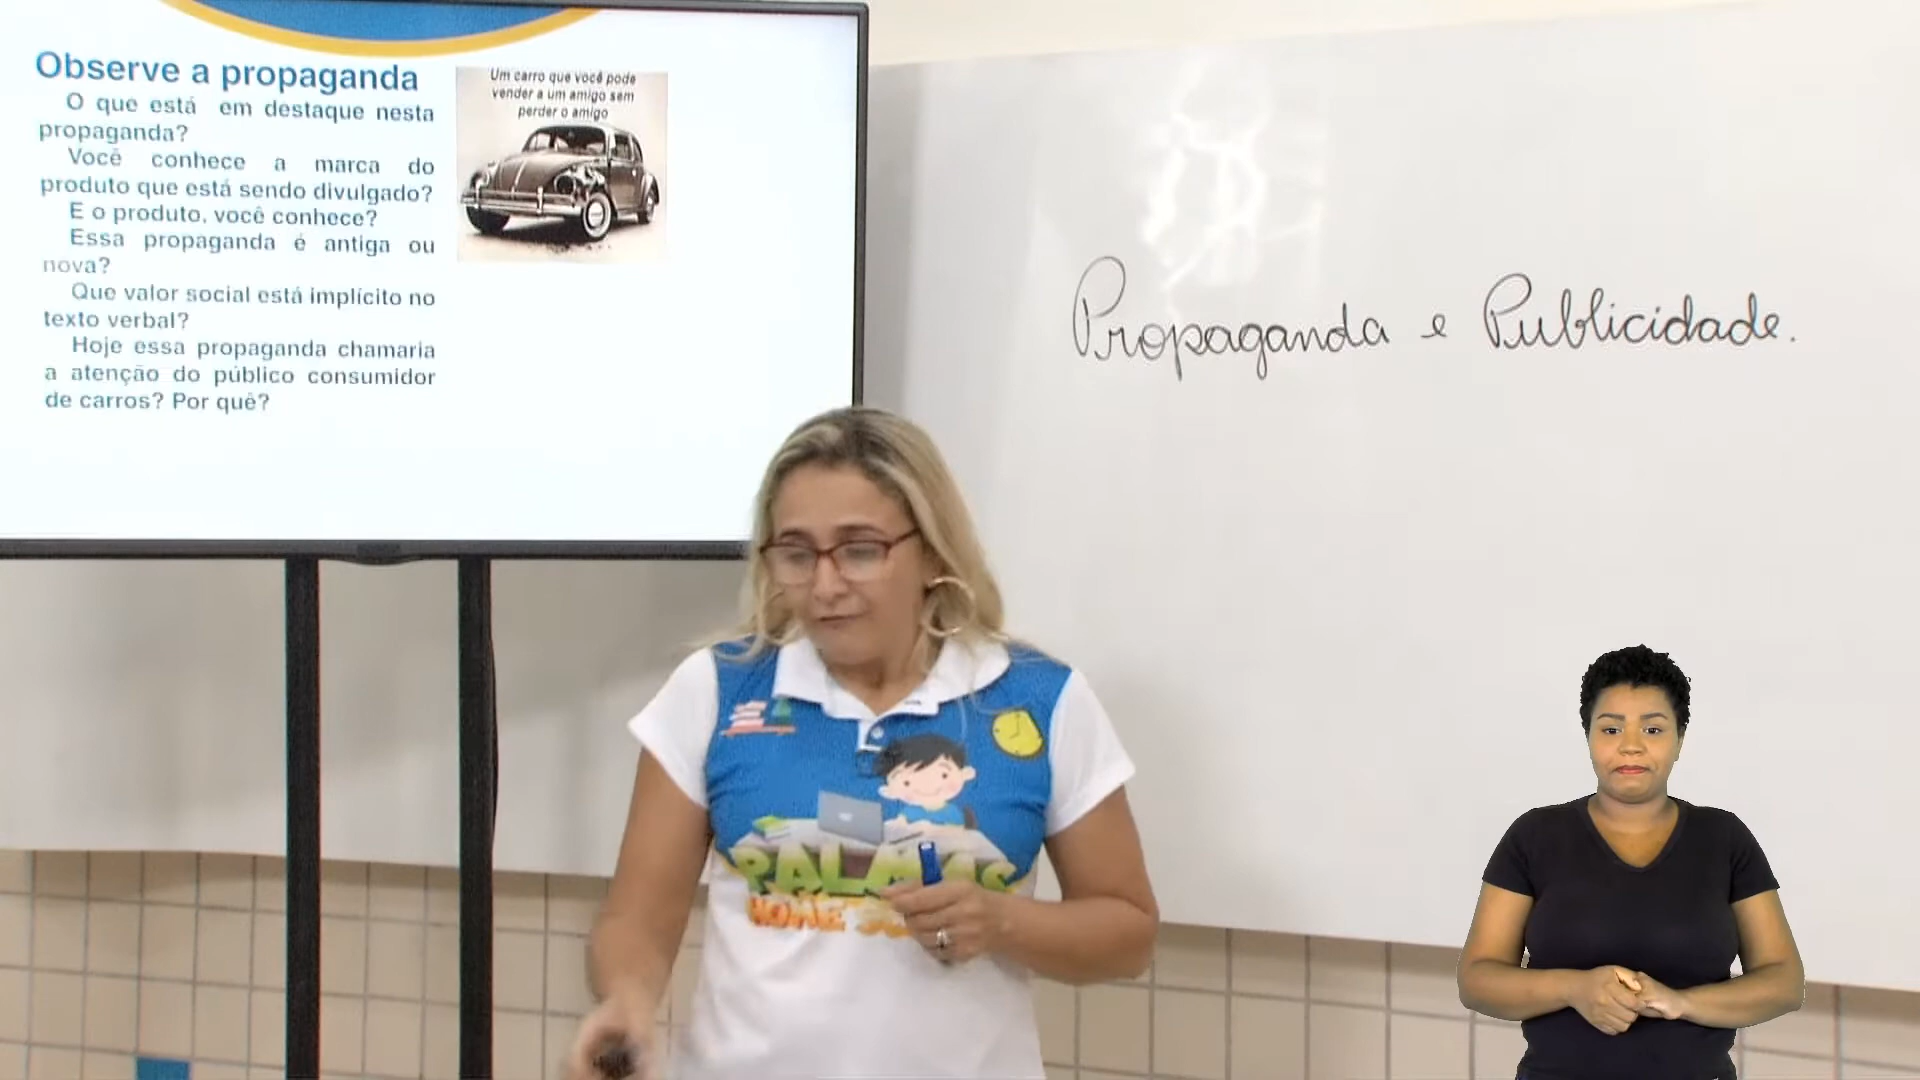 Observe a propaganda
O que está em destaque nesta
propaganda?
Você conhece a marca do
produto que está sendo divulgado?
E o produto, você conhece?
Essa propaganda é antiga ou
nova?
Que valor social está implícito no
texto verbal?
Hoje essa propaganda chamaria
a atenção do público consumidor
de carros? Por quê?
Um carro que você pode
vender a um amigo sem
perder o amigo
Propaganda e Publicidade.
HOME